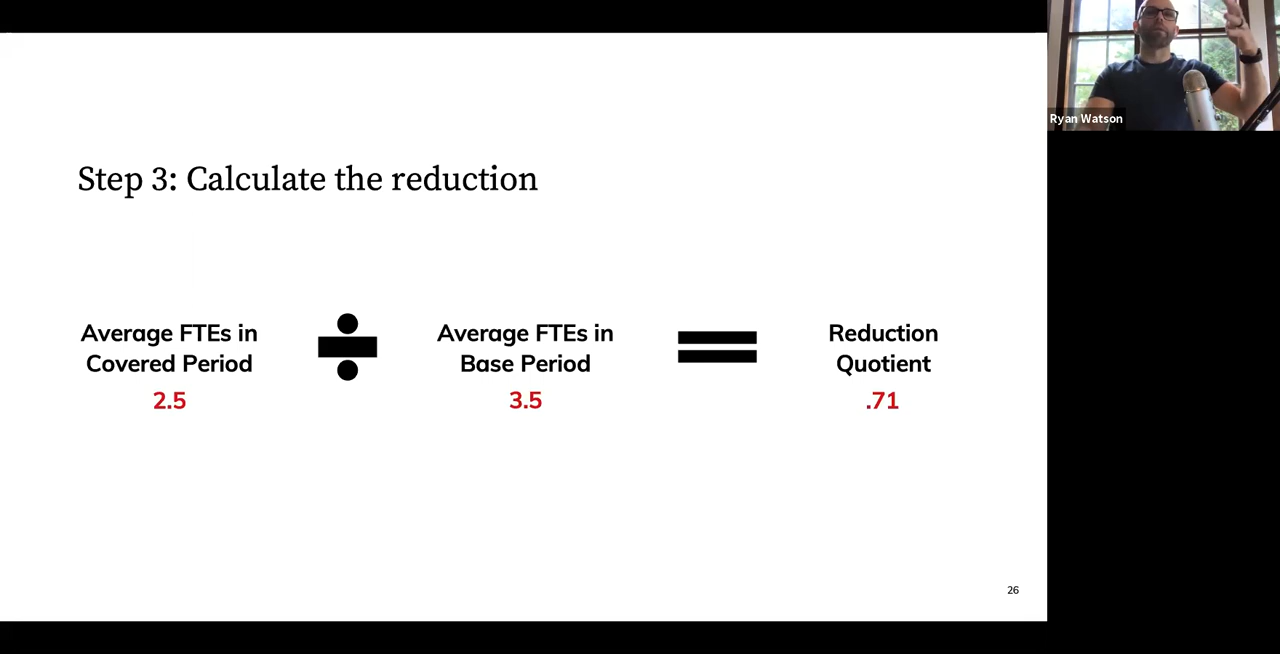 Ryan Watson
Step 3: Calculate the reduction
Average FTEs in
Covered Period
2.5
Average FTEs in
Base Period
3.5
Reduction
Quotient
.71
26